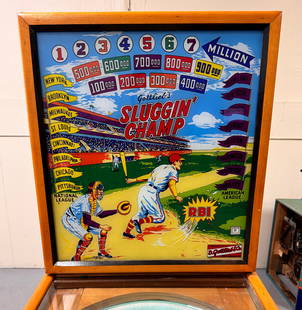 1 2 3 4 5 6 7 MILLION
500,000 600,000 700,000 800,000 900,000
100,000 200,000 300,000 400,000
Gottlieb's
SLUGGIN'
CHAMP
NEW YORK
BROOKLYN
MILWAUKEE
ST. LOUIS
CINCINNATI
PHILADELPHIA
CHICAGO
PITTSBURGH
NATIONAL
LEAGUE
AMERICAN
LEAGUE
RBI